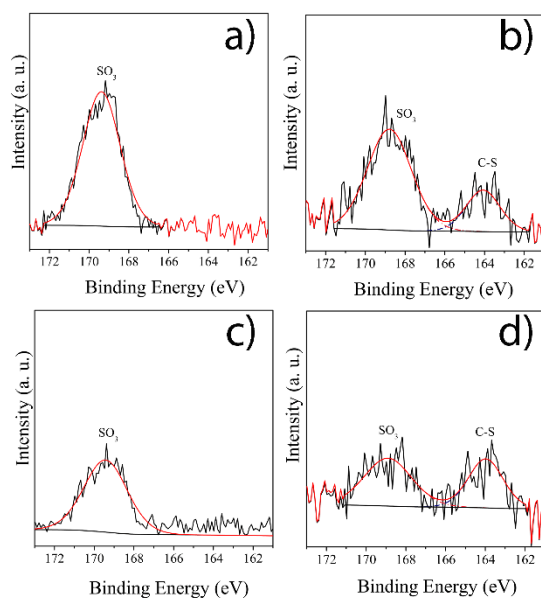 a)
SO3
Intensity (a. u.)
172 170 168 166 164 162
Binding Energy (eV)
b)
SO3
C-S
Intensity (a. u.)
172 170 168 166 164 162
Binding Energy (eV)
c)
SO3
Intensity (a. u.)
172 170 168 166 164 162
Binding Energy (eV)
d)
SO3
C-S
Intensity (a. u.)
172 170 168 166 164 162
Binding Energy (eV)